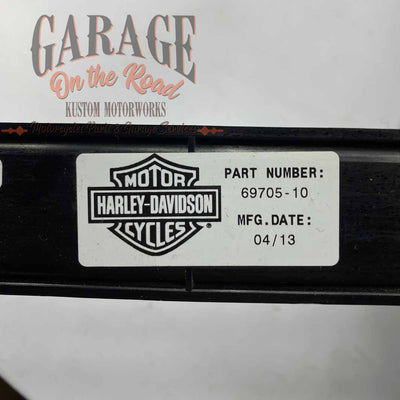 GARAGE
On the Road
KUSTOM MOTORWORKS
Motorcycles Parts & Garage Services
MOTOR
HARLEY-DAVIDSON
CYCLES
®
PART NUMBER:
69705-10
MFG.DATE:
04/13